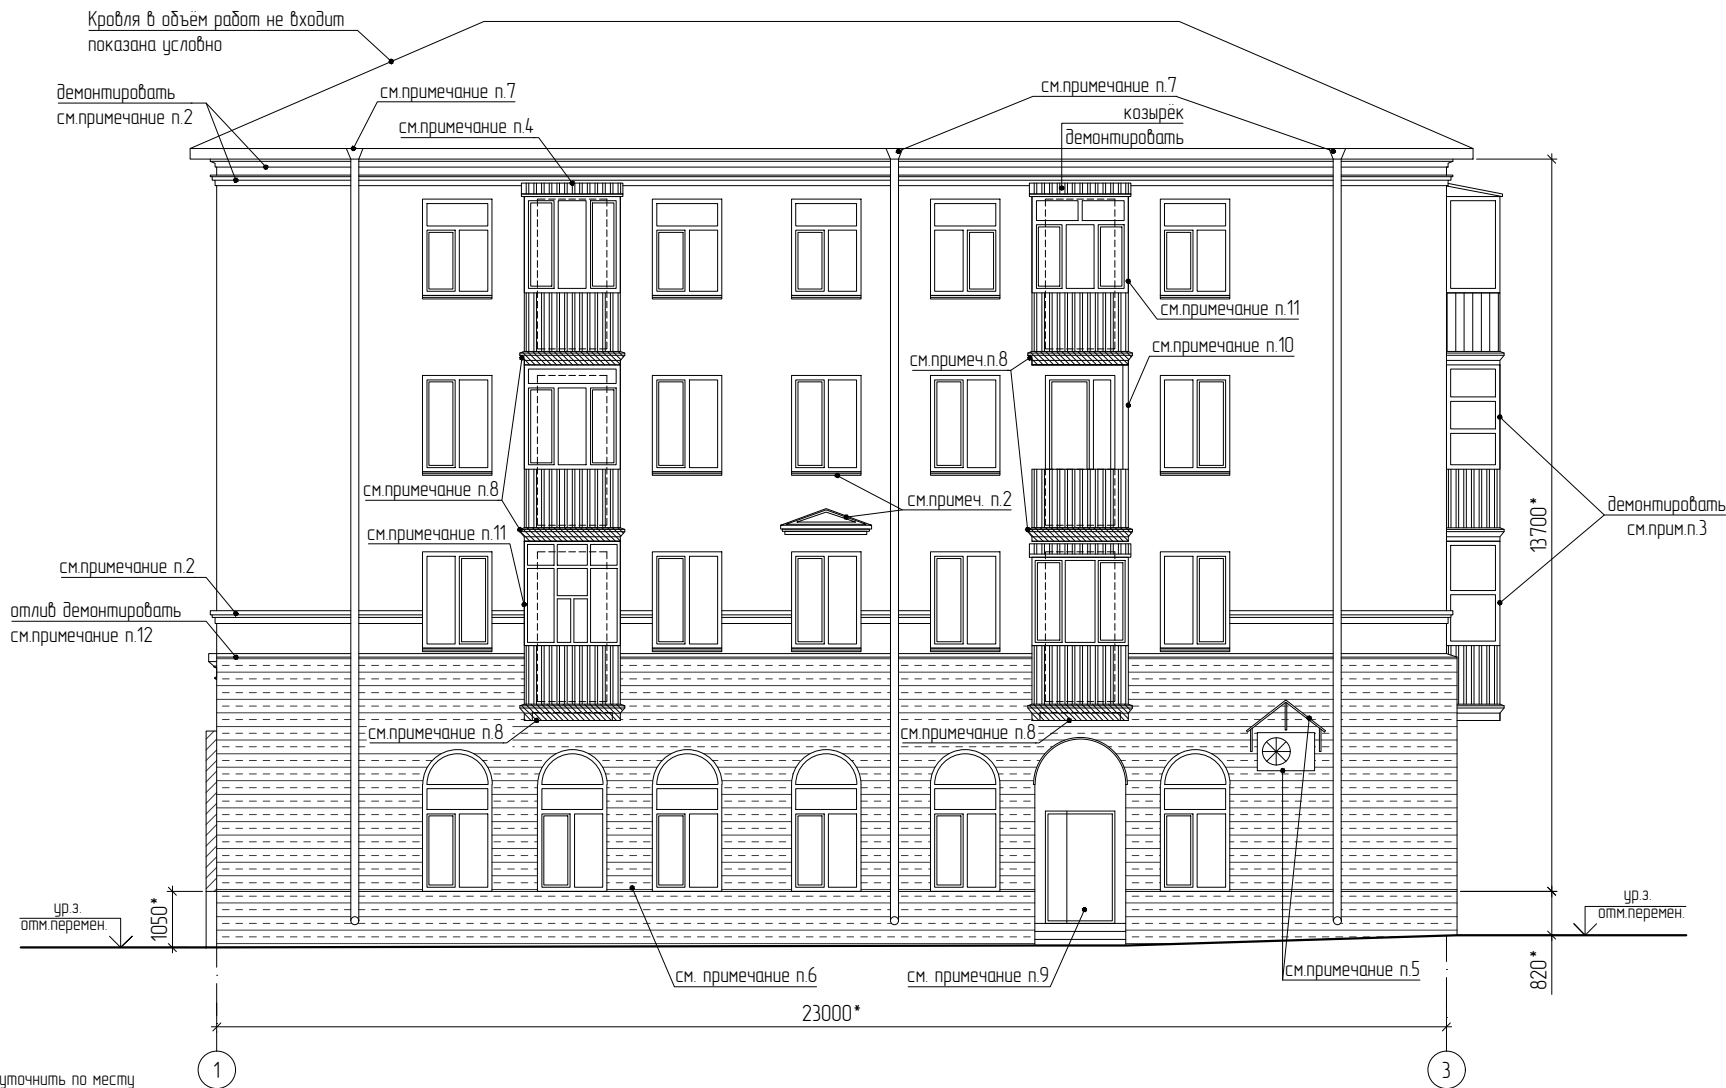 Кровля в объём работ не входит
показана условно
демонтировать
см.примечание п.2
см.примечание п.7
см.примечание п.4
см.примечание п.7
козырёк
демонтировать
см.примечание п.11
см.примечание п.10
см.примеч.п.8
см.примечание п.8
см.примеч. п.2
см.примечание п.11
демонтировать
см.прим.п.3
13700*
см.примечание п.2
отлив демонтировать
см.примечание п.12
см.примечание п.8
см.примечание п.8
ур.з.
отм.перемен.
1050*
ур.з.
отм.перемен.
820*
см. примечание п.6
см. примечание п.9
см.примечание п.5
23000*
1
3
уточнить по месту